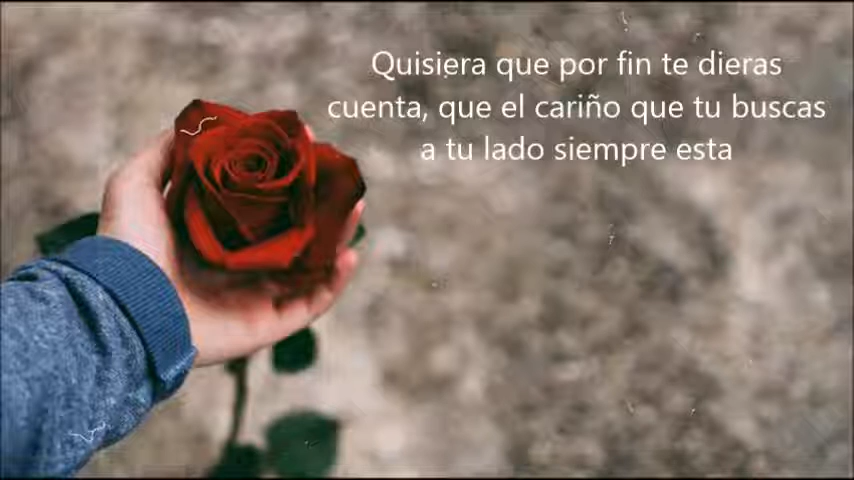 Quisiera que por fin te dieras
cuenta, que el cariño que tu buscas
a tu lado siempre esta